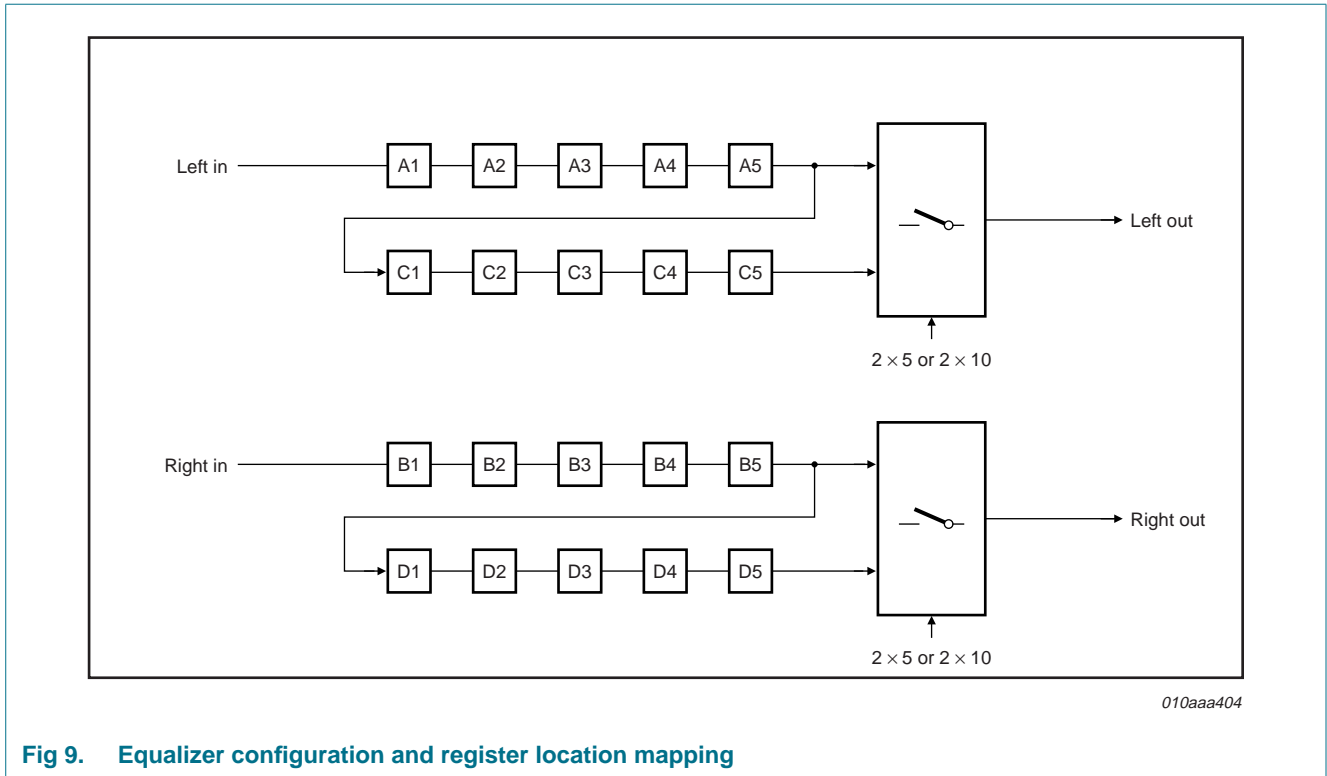 Left in A1 A2 A3 A4 A5
Left out
C1 C2 C3 C4 C5
2 × 5 or 2 × 10
Right in B1 B2 B3 B4 B5
Right out
D1 D2 D3 D4 D5
2 × 5 or 2 × 10
010aaa404
Fig 9. Equalizer configuration and register location mapping